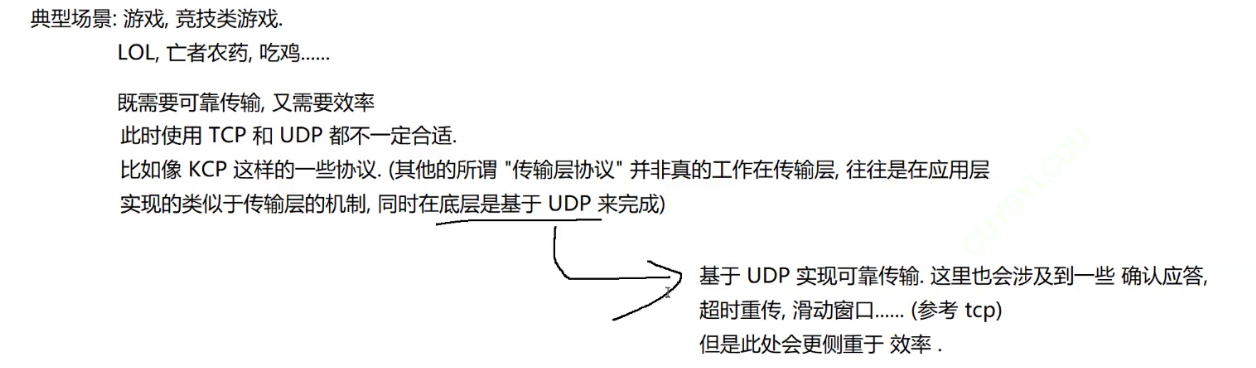 典型场景: 游戏, 竞技类游戏.
LOL, 亡者农药, 吃鸡......
既需要可靠传输, 又需要效率
此时使用 TCP 和 UDP 都不一定合适.
比如像 KCP 这样的一些协议. (其他的所谓 "传输层协议" 并非真的工作在传输层, 往往是在应用层
实现的类似于传输层的机制, 同时在底层是基于 UDP 来完成)
基于 UDP 实现可靠传输. 这里也会涉及到一些 确认应答,
超时重传, 滑动窗口...... (参考 tcp)
但是此处会更侧重于 效率 .